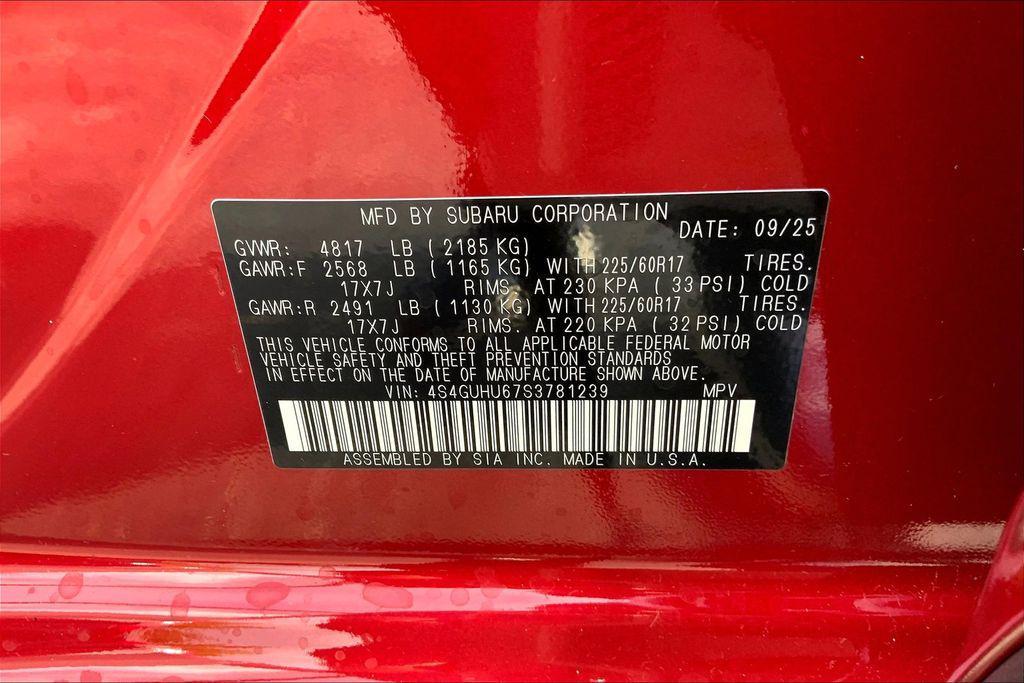 MFD BY SUBARU CORPORATION
DATE: 09/25
GVWR: 4817 LB (2185 KG)
GAWR:F 2568 LB (1165 KG) WITH 225/60R17 TIRES.
17X7J RIMS. AT 230 KPA (33 PSI) COLD
GAWR:R 2491 LB (1130 KG) WITH 225/60R17 TIRES.
17X7J RIMS. AT 220 KPA (32 PSI) COLD
THIS VEHICLE CONFORMS TO ALL APPLICABLE FEDERAL MOTOR
VEHICLE SAFETY AND THEFT PREVENTION STANDARDS
IN EFFECT ON THE DATE OF MANUFACTURE SHOWN ABOVE.
VIN: 4S4GUHU67S3781239 MPV
ASSEMBLED BY SIA INC. MADE IN U.S.A.